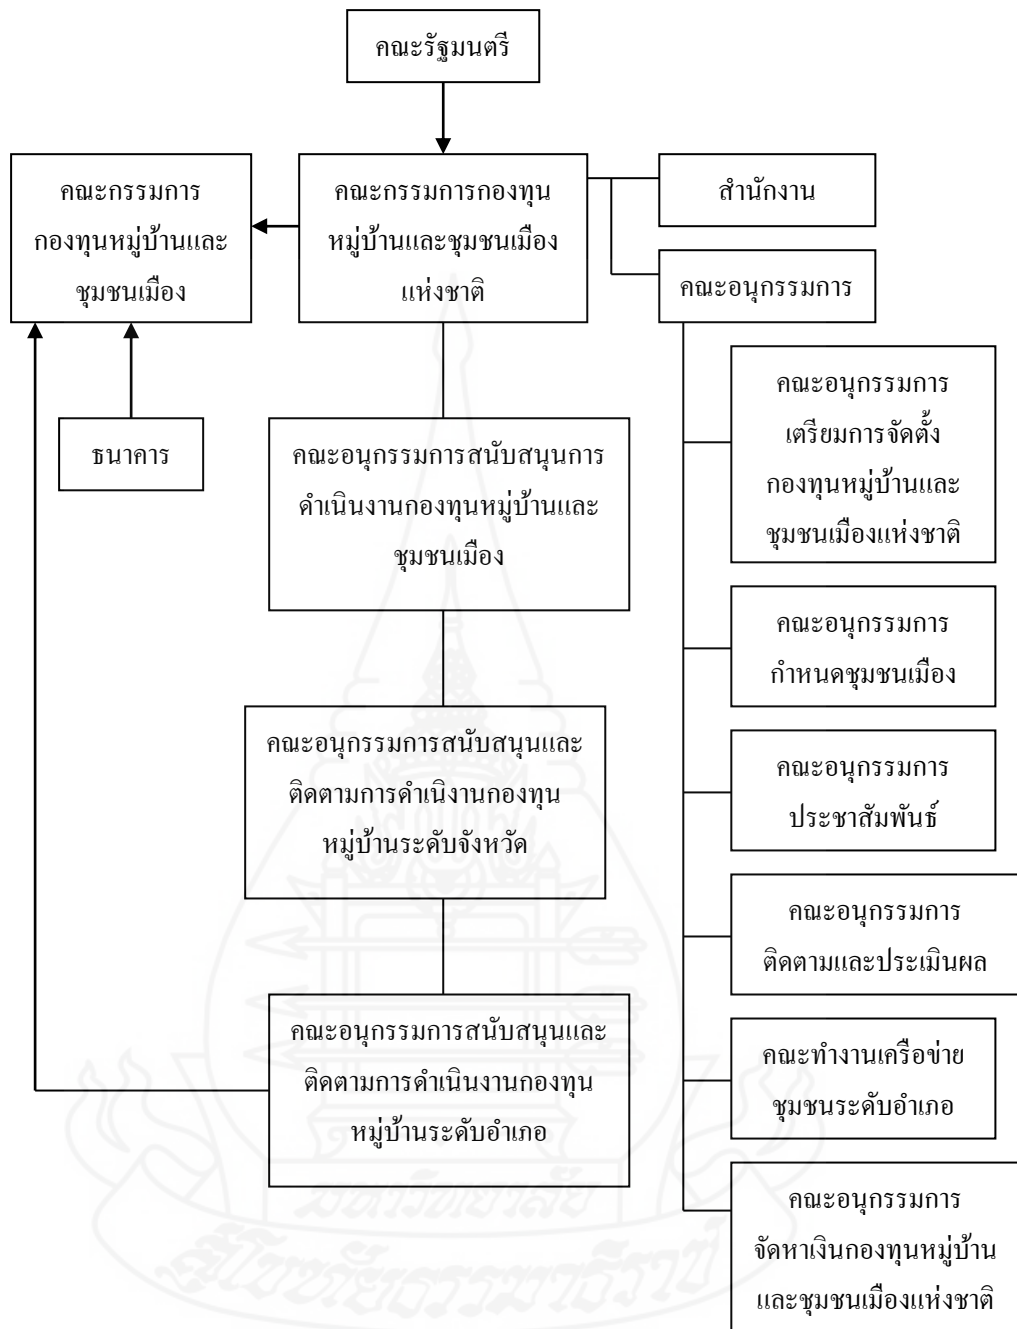 คณะรัฐมนตรี
คณะกรรมการ
กองทุนหมู่บ้านและ
ชุมชนเมือง
คณะกรรมการกองทุน
หมู่บ้านและชุมชนเมือง
แห่งชาติ
สำนักงาน
คณะอนุกรรมการ
ธนาคาร
คณะอนุกรรมการสนับสนุนการ
ดำเนินงานกองทุนหมู่บ้านและ
ชุมชนเมือง
คณะอนุกรรมการสนับสนุนและ
ติดตามการดำเนิงานกองทุน
หมู่บ้านระดับจังหวัด
คณะอนุกรรมการสนับสนุนและ
ติดตามการดำเนินงานกองทุน
หมู่บ้านระดับอำเภอ
คณะอนุกรรมการ
เตรียมการจัดตั้ง
กองทุนหมู่บ้านและ
ชุมชนเมืองแห่งชาติ
คณะอนุกรรมการ
กำหนดชุมชนเมือง
คณะอนุกรรมการ
ประชาสัมพันธ์
คณะอนุกรรมการ
ติดตามและประเมินผล
คณะทำงานเครือข่าย
ชุมชนระดับอำเภอ
คณะอนุกรรมการ
จัดหาเงินกองทุนหมู่บ้าน
และชุมชนเมืองแห่งชาติ
มหาวิทยาลัย
สุโขทัยธรรมาธิราช